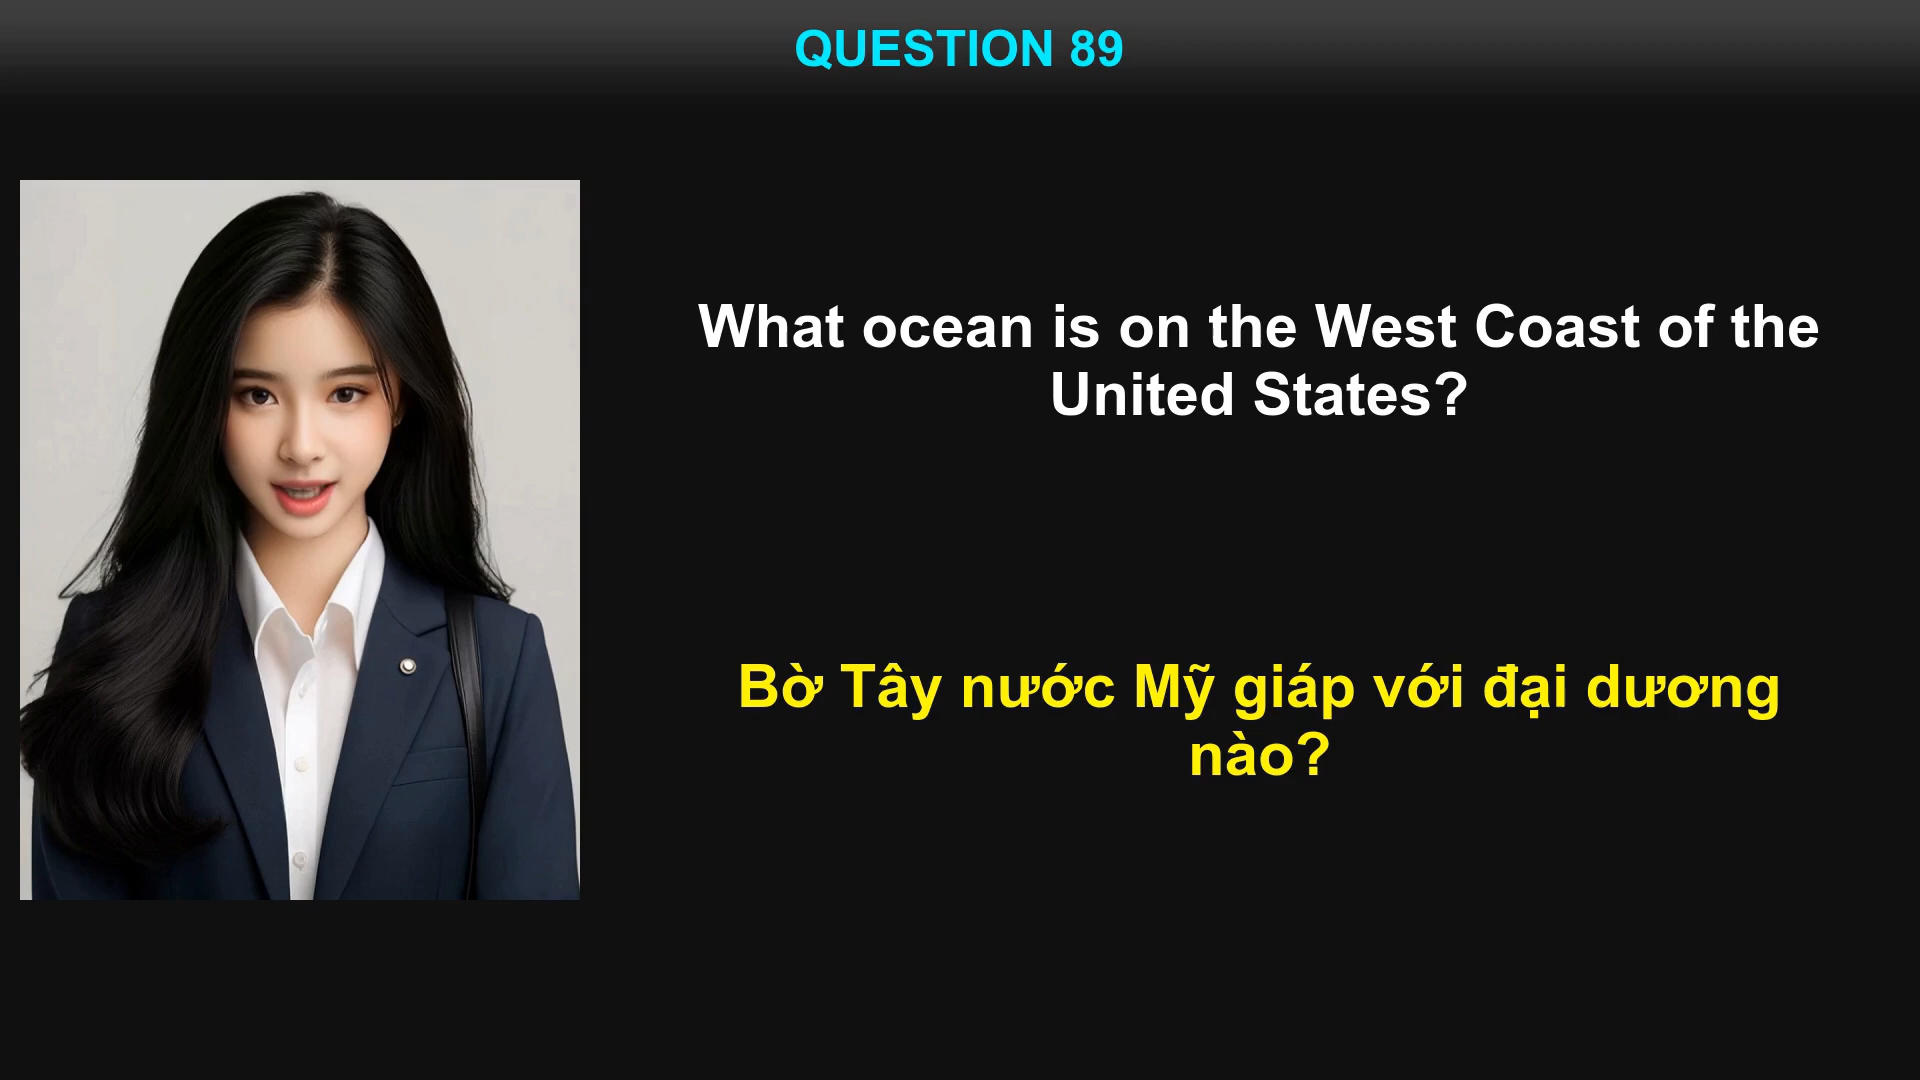 QUESTION 89
What ocean is on the West Coast of the
United States?
Bờ Tây nước Mỹ giáp với đại dương
nào?